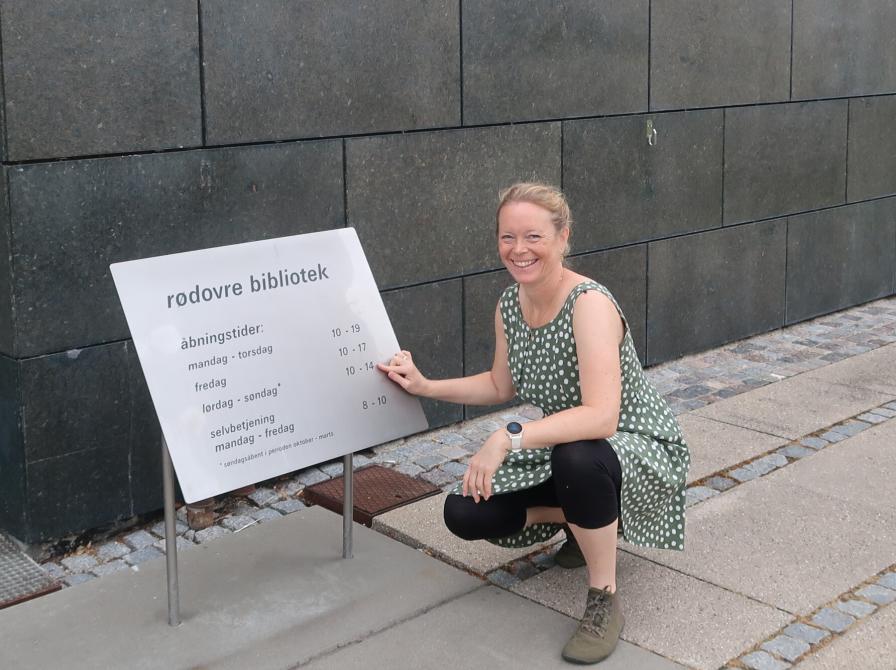 rødovre bibliotek
åbningstider:
mandag - torsdag 10 - 19
fredag 10 - 17
lørdag - søndag* 10 - 14
selvbetjening
mandag - fredag 8 - 10
* søndagsåbent i perioden oktober - marts